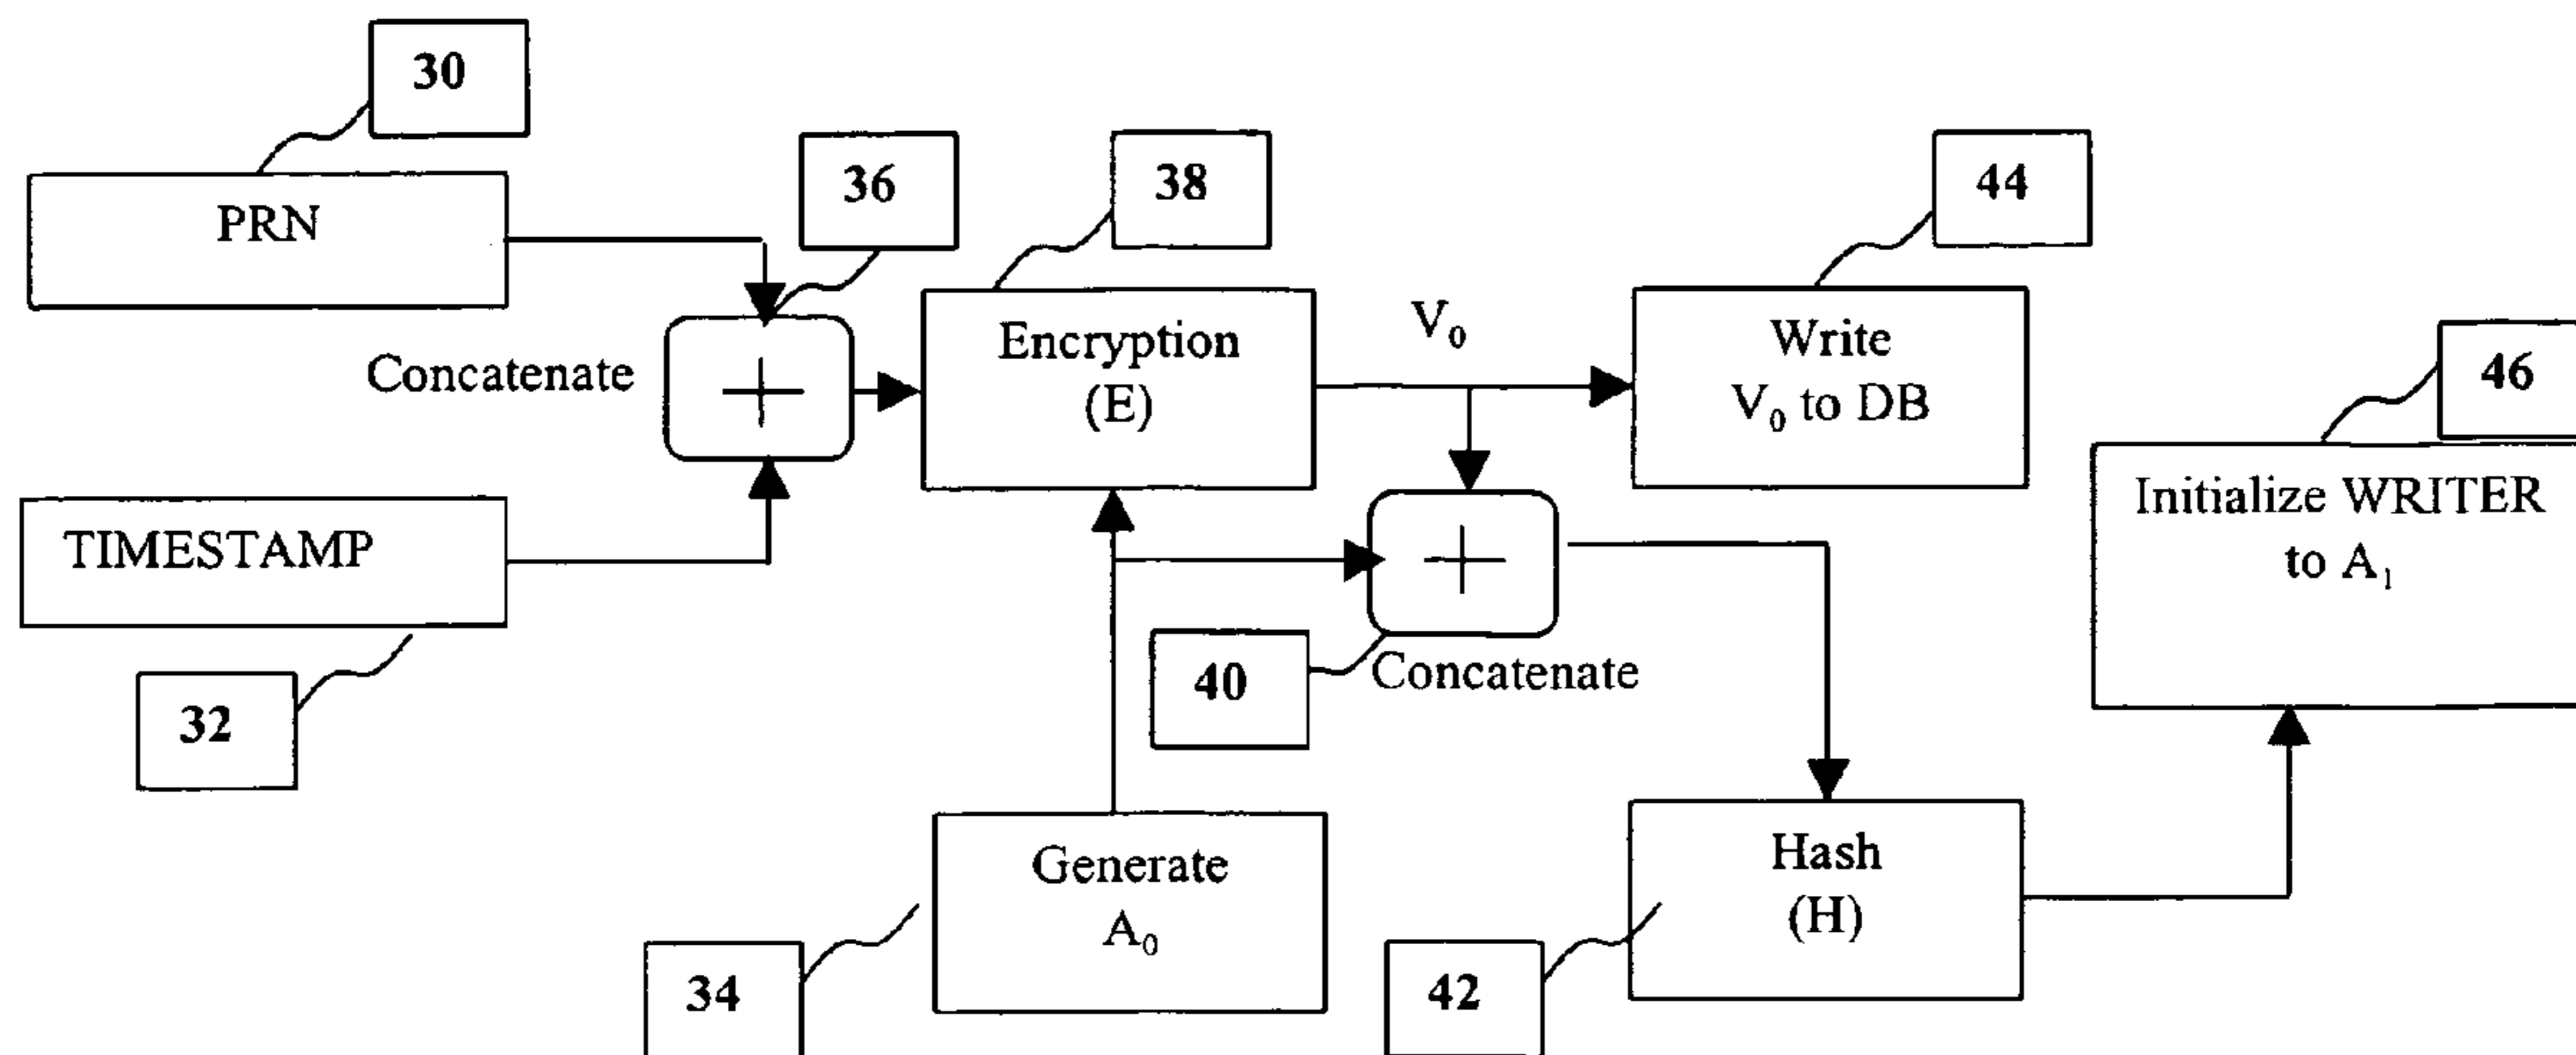 30
36
38
44
PRN
V₀
Encryption
(E)
Write
V₀ to DB
Concatenate
+
46
Initialize WRITER
to A₁
TIMESTAMP
+
40
Concatenate
32
Generate
A₀
Hash
(H)
34
42